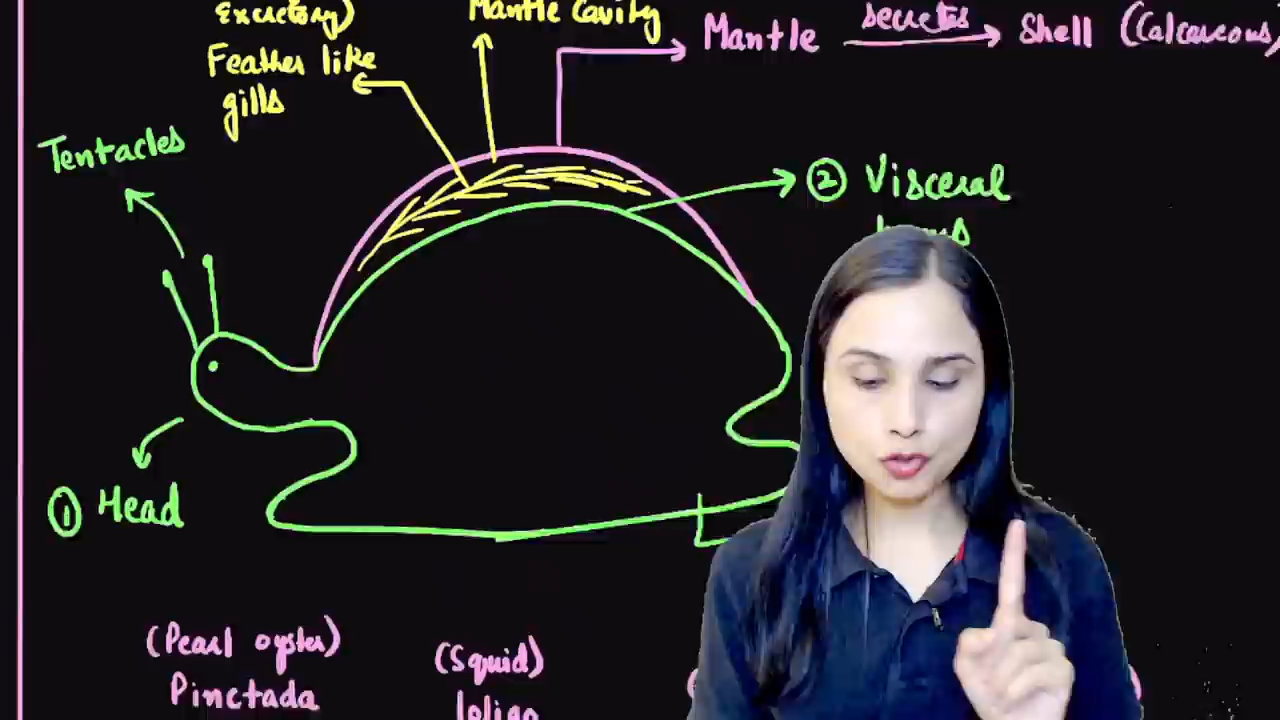 Excretory)
Feather like
gills
Mantle Cavity
Mantle secretes Shell (Calcareous)
Tentacles
② Visceral
① Head
(Pearl oyster)
Pinctada
(Squid)
Loligo